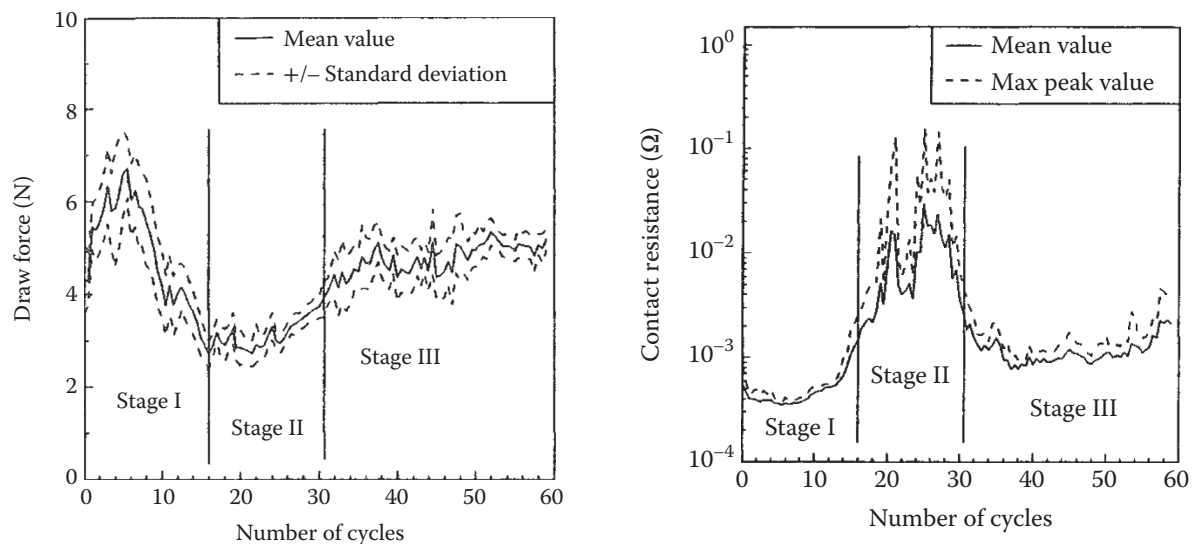 10
8
6
4
2
0
Draw force (N)
Mean value
+/– Standard deviation
Stage I
Stage II
Stage III
0 10 20 30 40 50 60
Number of cycles
10⁰
10⁻¹
10⁻²
10⁻³
10⁻⁴
Contact resistance (Ω)
Mean value
Max peak value
Stage I
Stage II
Stage III
0 10 20 30 40 50 60
Number of cycles